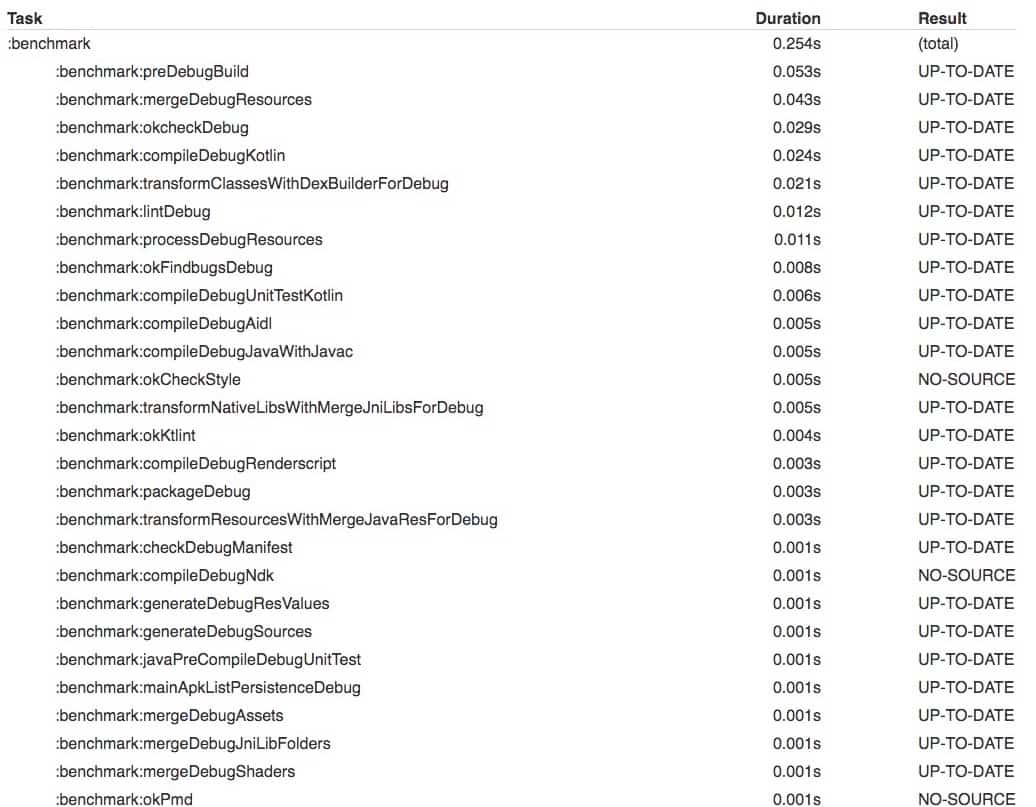 Task Duration Result
:benchmark 0.254s (total)
:benchmark:preDebugBuild 0.053s UP-TO-DATE
:benchmark:mergeDebugResources 0.043s UP-TO-DATE
:benchmark:okcheckDebug 0.029s UP-TO-DATE
:benchmark:compileDebugKotlin 0.024s UP-TO-DATE
:benchmark:transformClassesWithDexBuilderForDebug 0.021s UP-TO-DATE
:benchmark:lintDebug 0.012s UP-TO-DATE
:benchmark:processDebugResources 0.011s UP-TO-DATE
:benchmark:okFindbugsDebug 0.008s UP-TO-DATE
:benchmark:compileDebugUnitTestKotlin 0.006s UP-TO-DATE
:benchmark:compileDebugAidl 0.005s UP-TO-DATE
:benchmark:compileDebugJavaWithJavac 0.005s UP-TO-DATE
:benchmark:okCheckStyle 0.005s NO-SOURCE
:benchmark:transformNativeLibsWithMergeJniLibsForDebug 0.005s UP-TO-DATE
:benchmark:okKtlint 0.004s UP-TO-DATE
:benchmark:compileDebugRenderscript 0.003s UP-TO-DATE
:benchmark:packageDebug 0.003s UP-TO-DATE
:benchmark:transformResourcesWithMergeJavaResForDebug 0.003s UP-TO-DATE
:benchmark:checkDebugManifest 0.001s UP-TO-DATE
:benchmark:compileDebugNdk 0.001s NO-SOURCE
:benchmark:generateDebugResValues 0.001s UP-TO-DATE
:benchmark:generateDebugSources 0.001s UP-TO-DATE
:benchmark:javaPreCompileDebugUnitTest 0.001s UP-TO-DATE
:benchmark:mainApkListPersistenceDebug 0.001s UP-TO-DATE
:benchmark:mergeDebugAssets 0.001s UP-TO-DATE
:benchmark:mergeDebugJniLibFolders 0.001s UP-TO-DATE
:benchmark:mergeDebugShaders 0.001s UP-TO-DATE
:benchmark:okPmd 0.001s NO-SOURCE